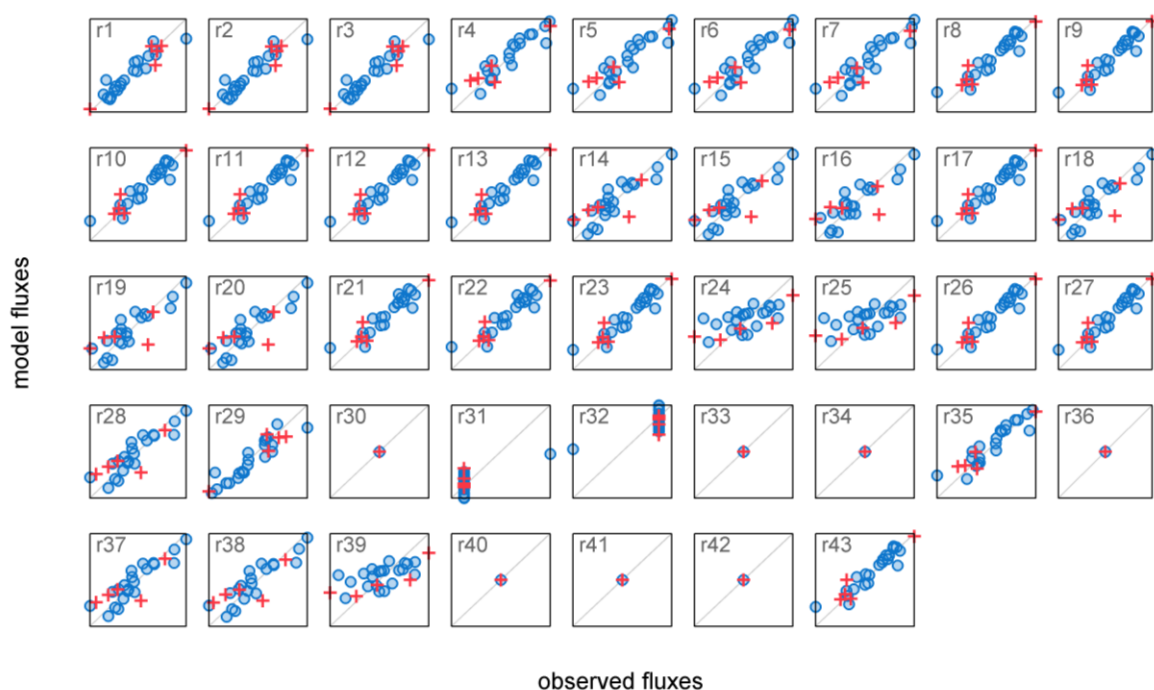 r1 r2 r3 r4 r5 r6 r7 r8 r9
r10 r11 r12 r13 r14 r15 r16 r17 r18
r19 r20 r21 r22 r23 r24 r25 r26 r27
r28 r29 r30 r31 r32 r33 r34 r35 r36
r37 r38 r39 r40 r41 r42 r43
model fluxes
observed fluxes